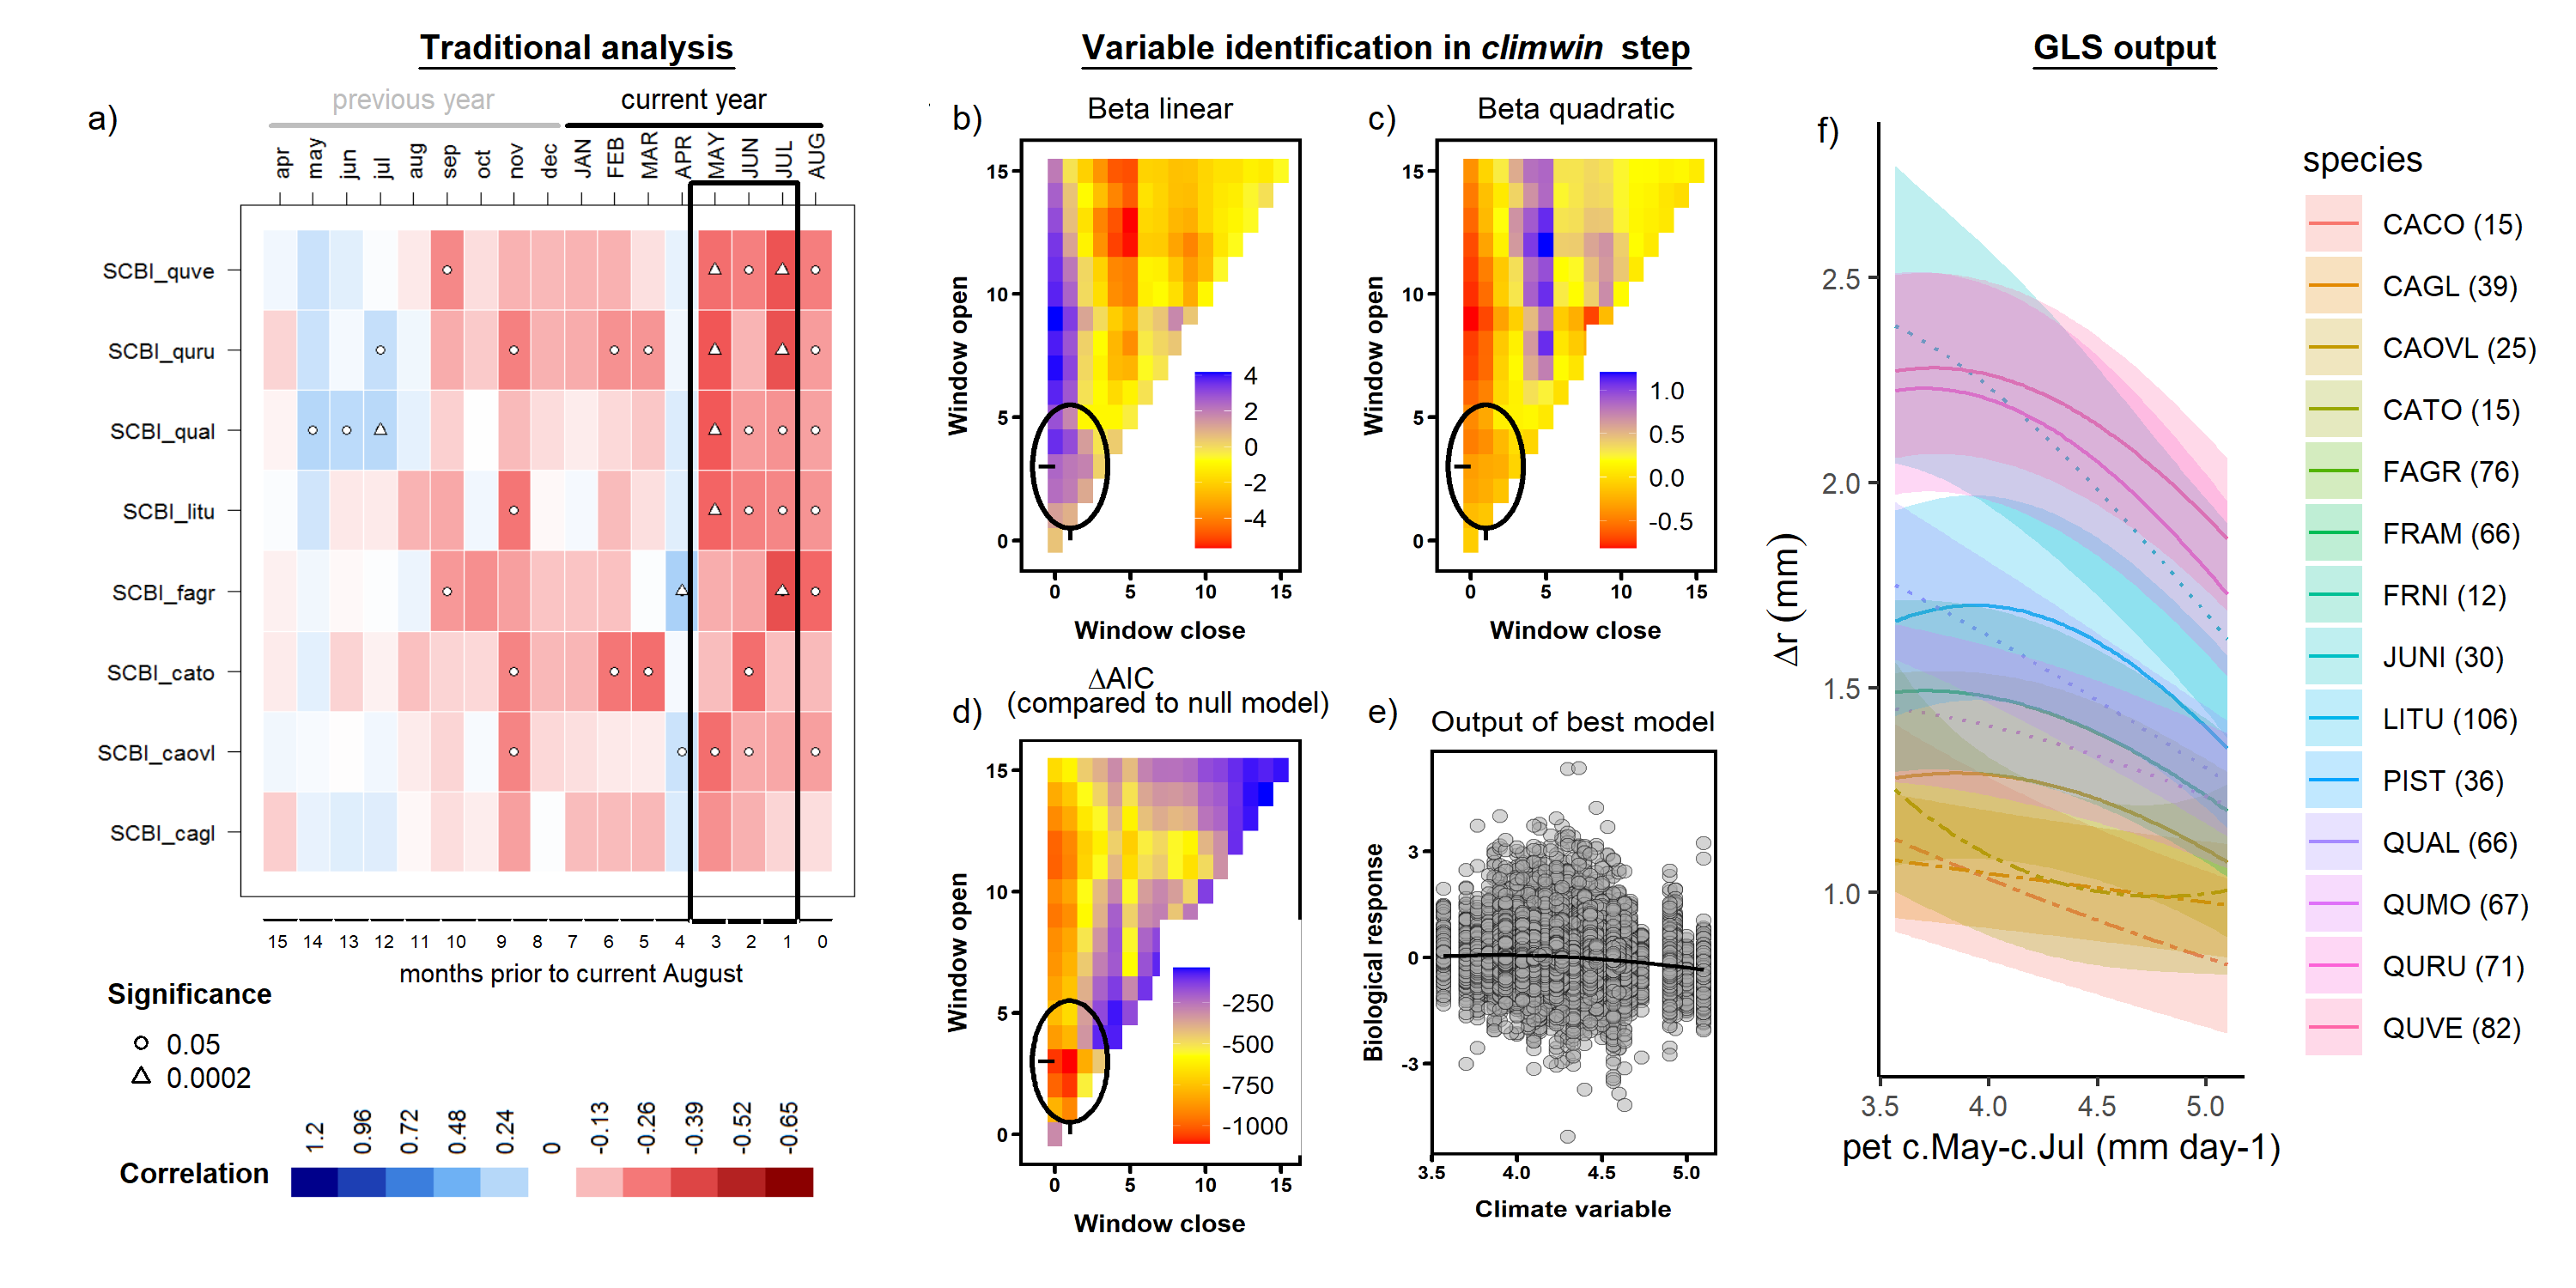 Traditional analysis
Variable identification in climwin step
GLS output
a)
previous year
current year
apr may jun jul aug sep oct nov dec JAN FEB MAR APR MAY JUN JUL AUG
SCBI_quve
SCBI_quru
SCBI_qual
SCBI_litu
SCBI_fagr
SCBI_cato
SCBI_caovl
SCBI_cagl
15 14 13 12 11 10 9 8 7 6 5 4 3 2 1 0
months prior to current August
Significance
0.05
0.0002
Correlation
1.2 0.96 0.72 0.48 0.24 0 -0.13 -0.26 -0.39 -0.52 -0.65
b)
Beta linear
Window open
15
10
5
0
4
2
0
-2
-4
0 5 10 15
Window close
c)
Beta quadratic
Window open
15
10
5
0
1.0
0.5
0.0
-0.5
0 5 10 15
Window close
d)
ΔAIC
(compared to null model)
Window open
15
10
5
0
-250
-500
-750
-1000
0 5 10 15
Window close
e)
Output of best model
Biological response
3
0
-3
3.5 4.0 4.5 5.0
Climate variable
f)
Δr (mm)
2.5
2.0
1.5
1.0
3.5 4.0 4.5 5.0
pet c.May-c.Jul (mm day-1)
species
CACO (15)
CAGL (39)
CAOVL (25)
CATO (15)
FAGR (76)
FRAM (66)
FRNI (12)
JUNI (30)
LITU (106)
PIST (36)
QUAL (66)
QUMO (67)
QURU (71)
QUVE (82)